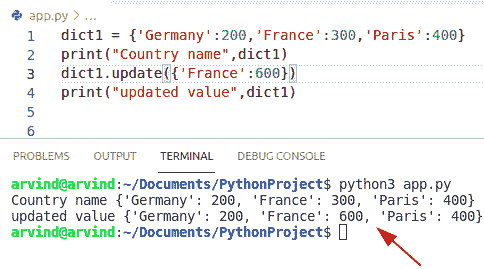 app.py > ...
1 dict1 = {'Germany':200,'France':300,'Paris':400}
2 print("Country name",dict1)
3 dict1.update({'France':600})
4 print("updated value",dict1)
5
6
PROBLEMS OUTPUT TERMINAL DEBUG CONSOLE
arvind@arvind:~/Documents/PythonProject$ python3 app.py
Country name {'Germany': 200, 'France': 300, 'Paris': 400}
updated value {'Germany': 200, 'France': 600, 'Paris': 400}
arvind@arvind:~/Documents/PythonProject$